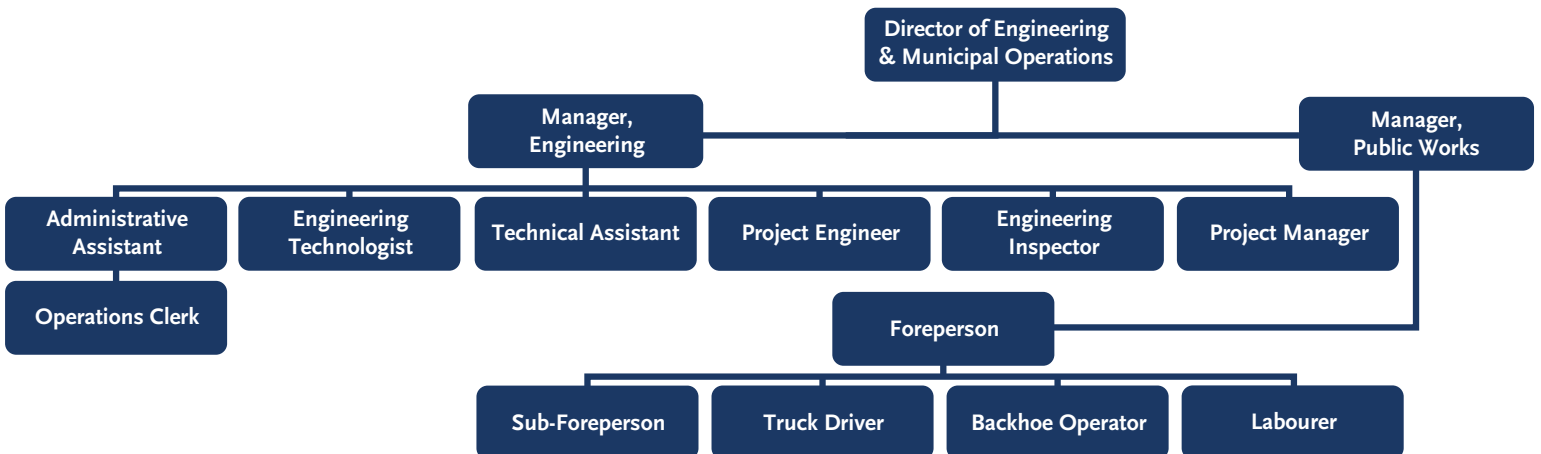 Director of Engineering
& Municipal Operations
Manager,
Engineering
Manager,
Public Works
Administrative
Assistant
Engineering
Technologist
Technical Assistant
Project Engineer
Engineering
Inspector
Project Manager
Operations Clerk
Foreperson
Sub-Foreperson
Truck Driver
Backhoe Operator
Labourer